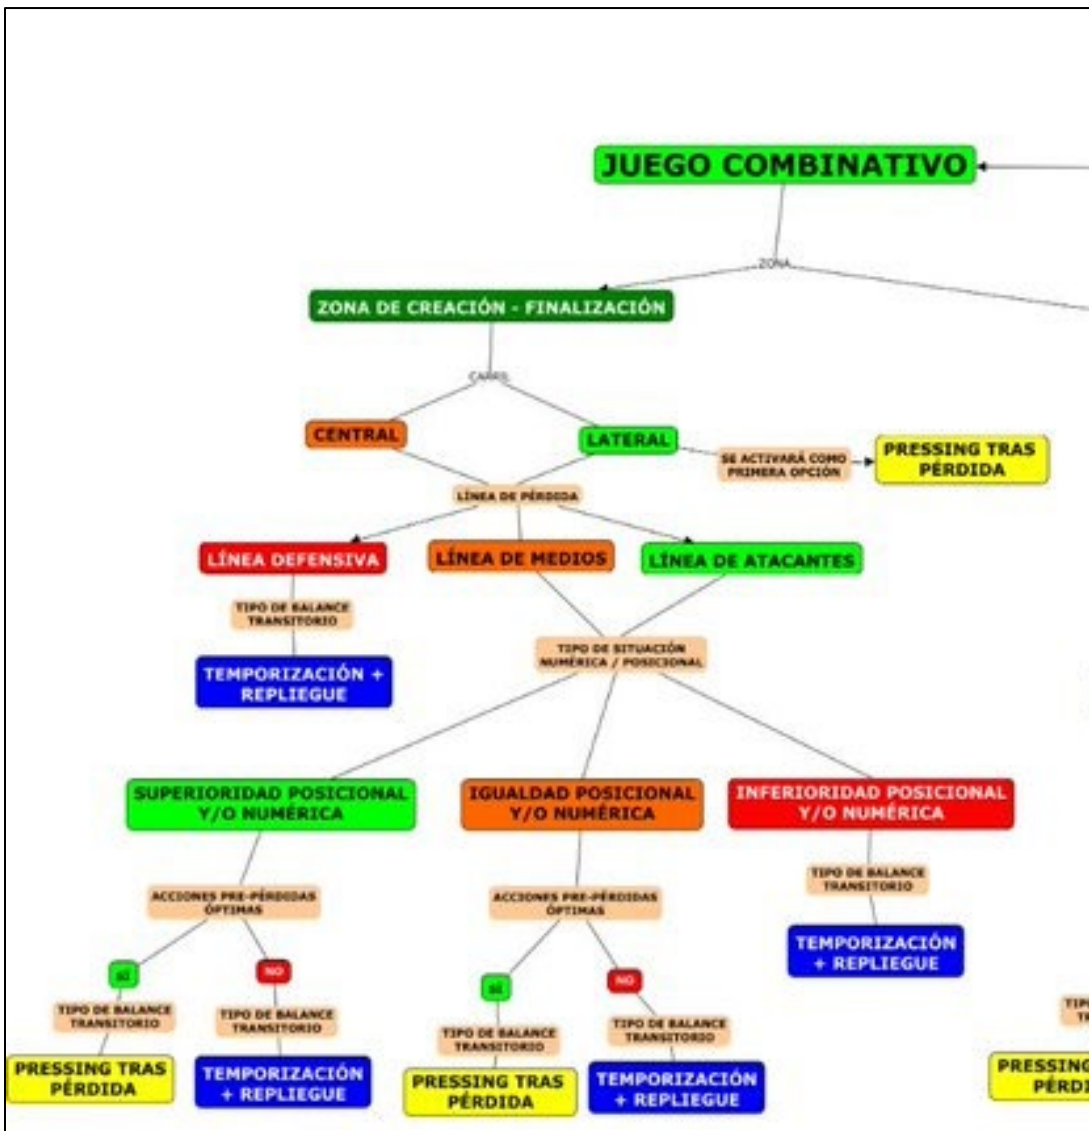 JUEGO COMBINATIVO
ZONA
ZONA DE CREACIÓN - FINALIZACIÓN
CARRIL
CENTRAL
LATERAL
SE ACTIVARÁ COMO
PRIMERA OPCIÓN
PRESSING TRAS
PÉRDIDA
LÍNEA DE PÉRDIDA
LÍNEA DEFENSIVA
LÍNEA DE MEDIOS
LÍNEA DE ATACANTES
TIPO DE BALANCE
TRANSITORIO
TEMPORIZACIÓN +
REPLIEGUE
TIPO DE SITUACIÓN
NUMÉRICA / POSICIONAL
SUPERIORIDAD POSICIONAL
Y/O NUMÉRICA
IGUALDAD POSICIONAL
Y/O NUMÉRICA
INFERIORIDAD POSICIONAL
Y/O NUMÉRICA
ACCIONES PRE-PÉRDIDAS
ÓPTIMAS
ACCIONES PRE-PÉRDIDAS
ÓPTIMAS
TIPO DE BALANCE
TRANSITORIO
TEMPORIZACIÓN
+ REPLIEGUE
SÍ
NO
SÍ
NO
TIPO DE BALANCE
TRANSITORIO
TIPO DE BALANCE
TRANSITORIO
TIPO DE BALANCE
TRANSITORIO
TIPO DE BALANCE
TRANSITORIO
PRESSING TRAS
PÉRDIDA
TEMPORIZACIÓN
+ REPLIEGUE
PRESSING TRAS
PÉRDIDA
TEMPORIZACIÓN
+ REPLIEGUE
PRESSING